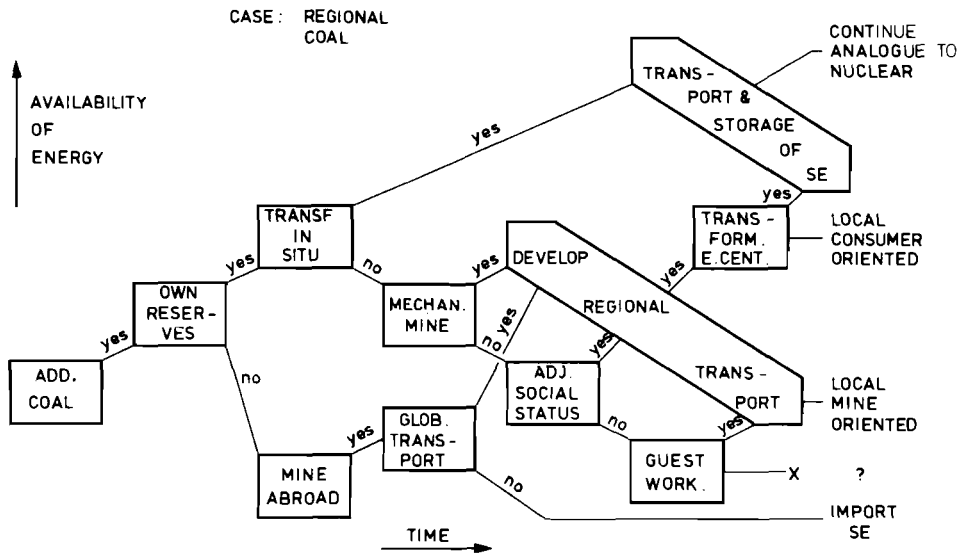 CASE: REGIONAL
COAL
CONTINUE
ANALOGUE TO
NUCLEAR
AVAILABILITY
OF
ENERGY
TRANS-
PORT &
STORAGE
OF
SE
yes
yes
TRANSF
IN
SITU
TRANS-
FORM.
E.CENT.
LOCAL
CONSUMER
ORIENTED
yes
no
yes
DEVELOP
yes
OWN
RESER-
VES
MECHAN.
MINE
REGIONAL
yes
no
yes
yes
ADD.
COAL
no
ADJ.
SOCIAL
STATUS
TRANS-
PORT
LOCAL
MINE
ORIENTED
yes
GLOB.
TRANS-
PORT
no
yes
MINE
ABROAD
GUEST
WORK.
X ?
no
IMPORT
SE
TIME